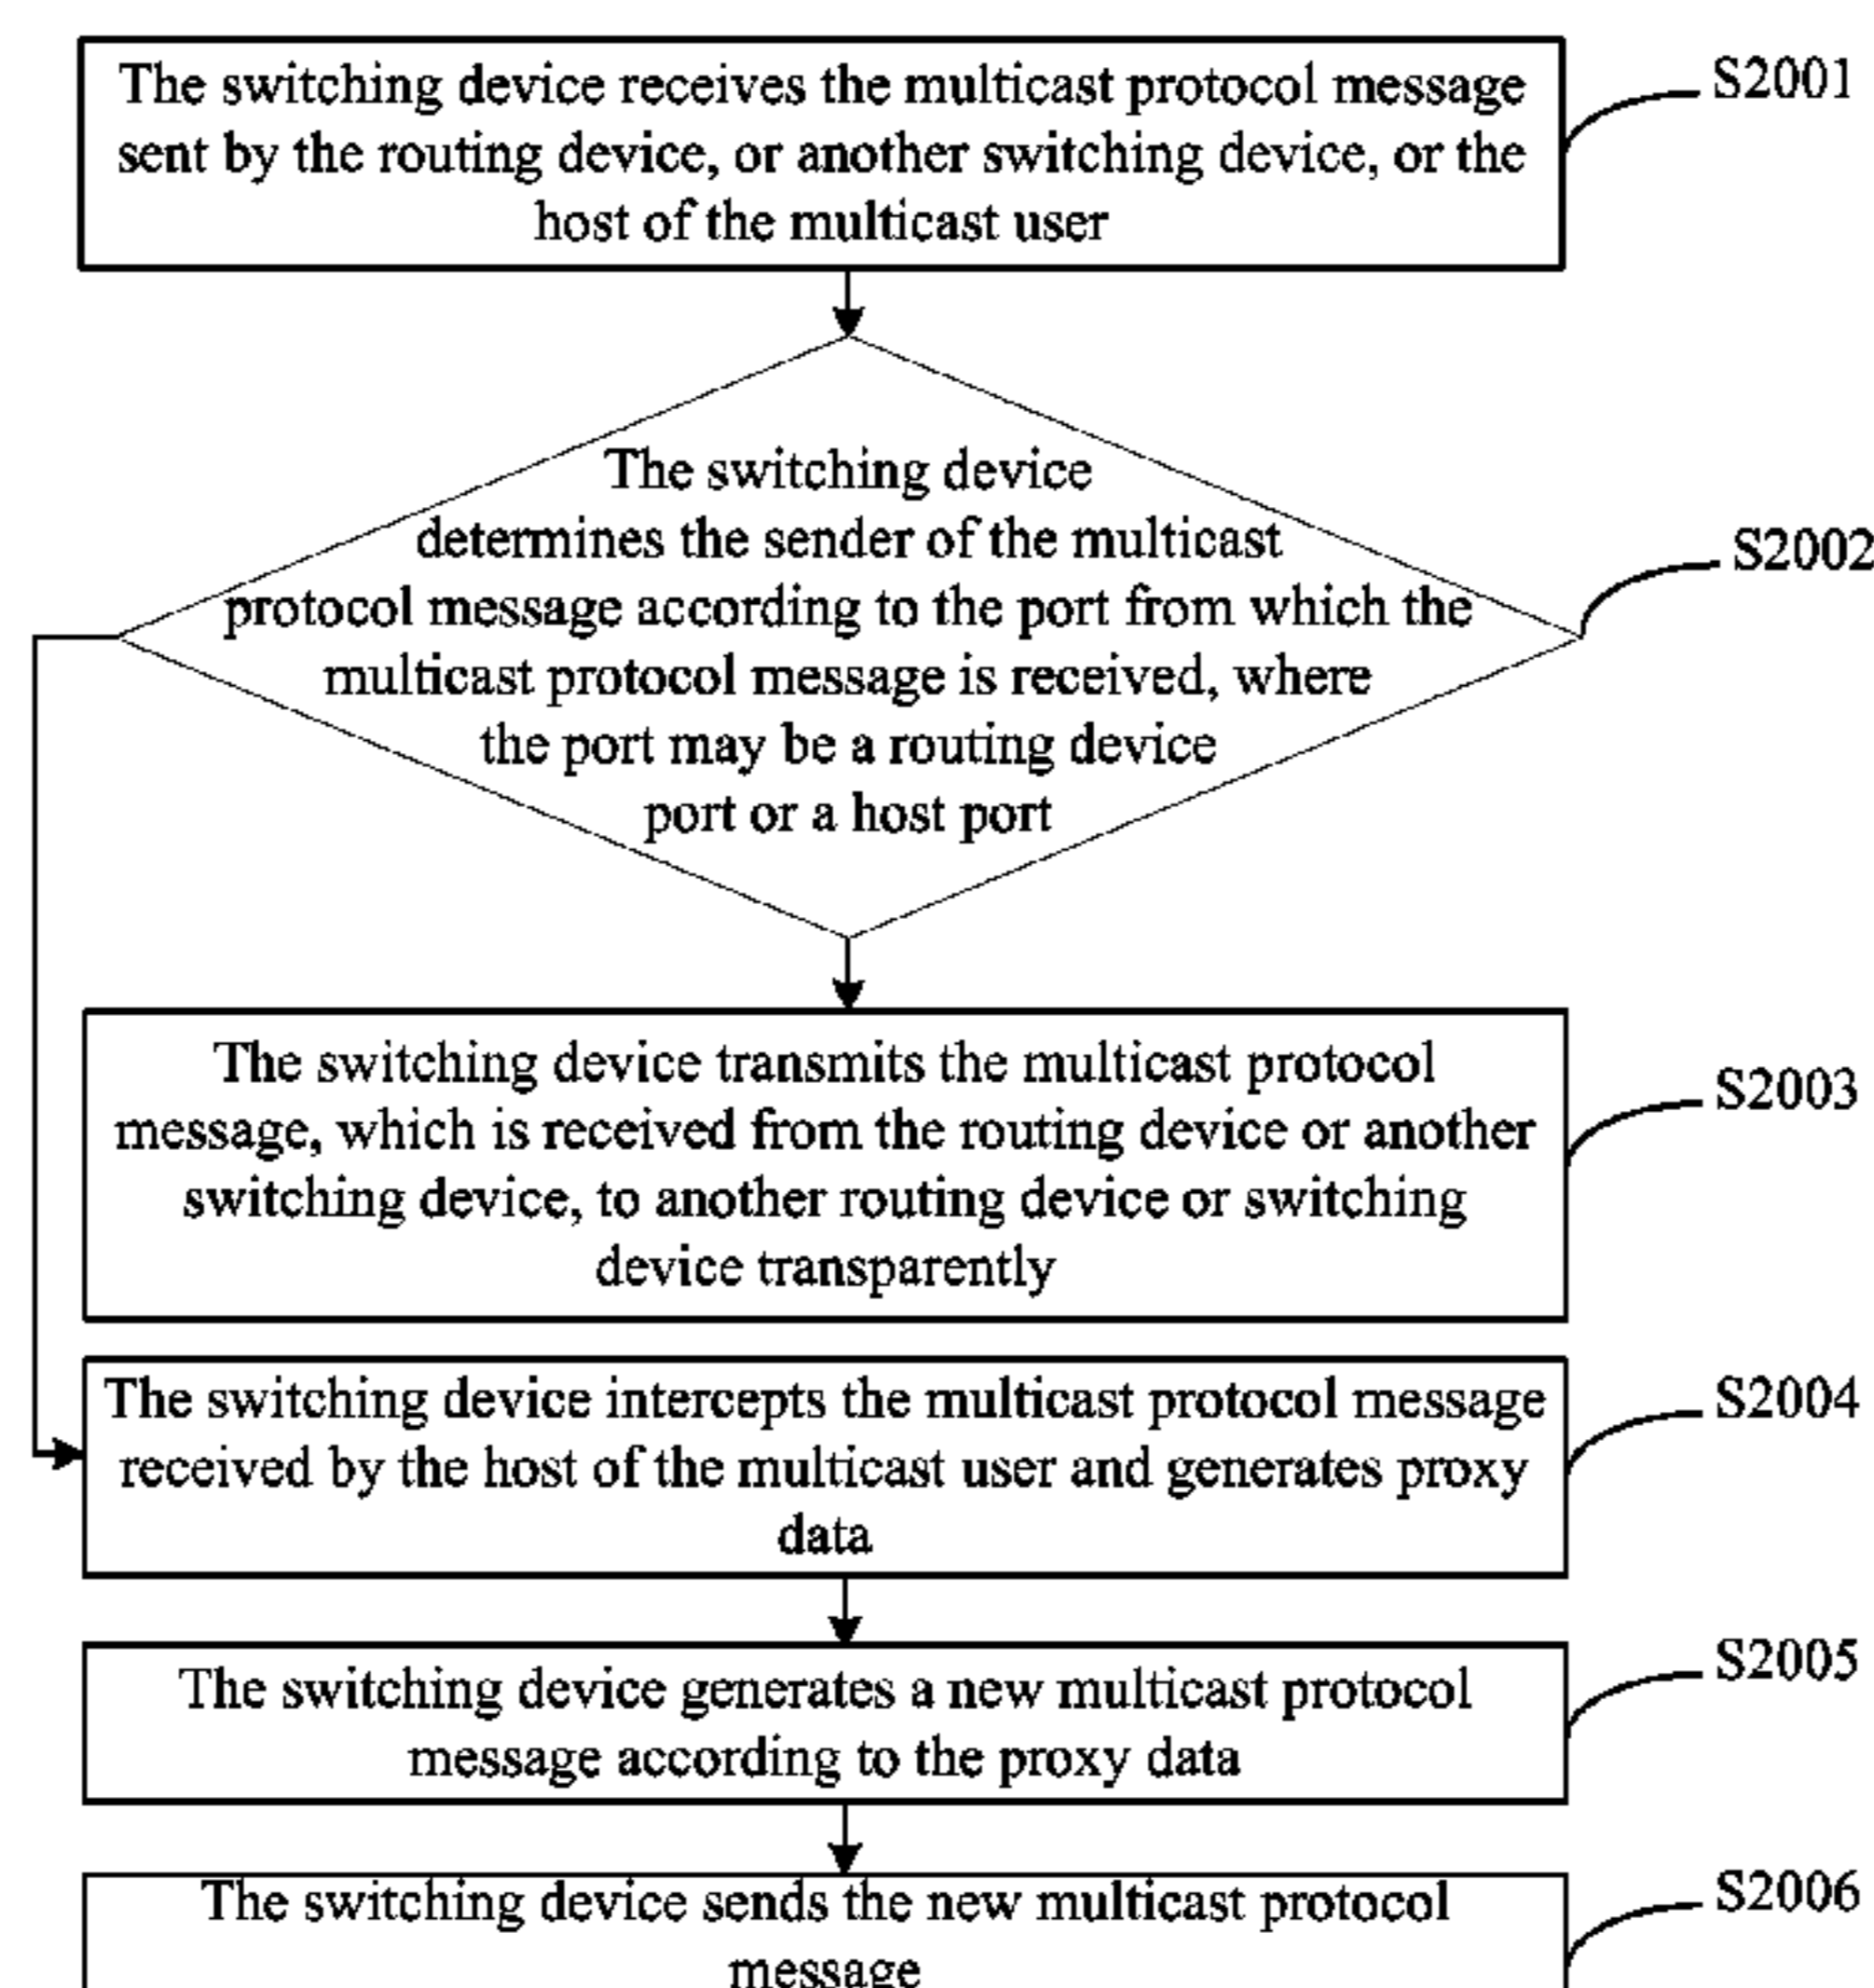 The switching device receives the multicast protocol message
sent by the routing device, or another switching device, or the
host of the multicast user
S2001
The switching device
determines the sender of the multicast
protocol message according to the port from which the
multicast protocol message is received, where
the port may be a routing device
port or a host port
S2002
The switching device transmits the multicast protocol
message, which is received from the routing device or another
switching device, to another routing device or switching
device transparently
S2003
The switching device intercepts the multicast protocol message
received by the host of the multicast user and generates proxy
data
S2004
The switching device generates a new multicast protocol
message according to the proxy data
S2005
The switching device sends the new multicast protocol
message
S2006